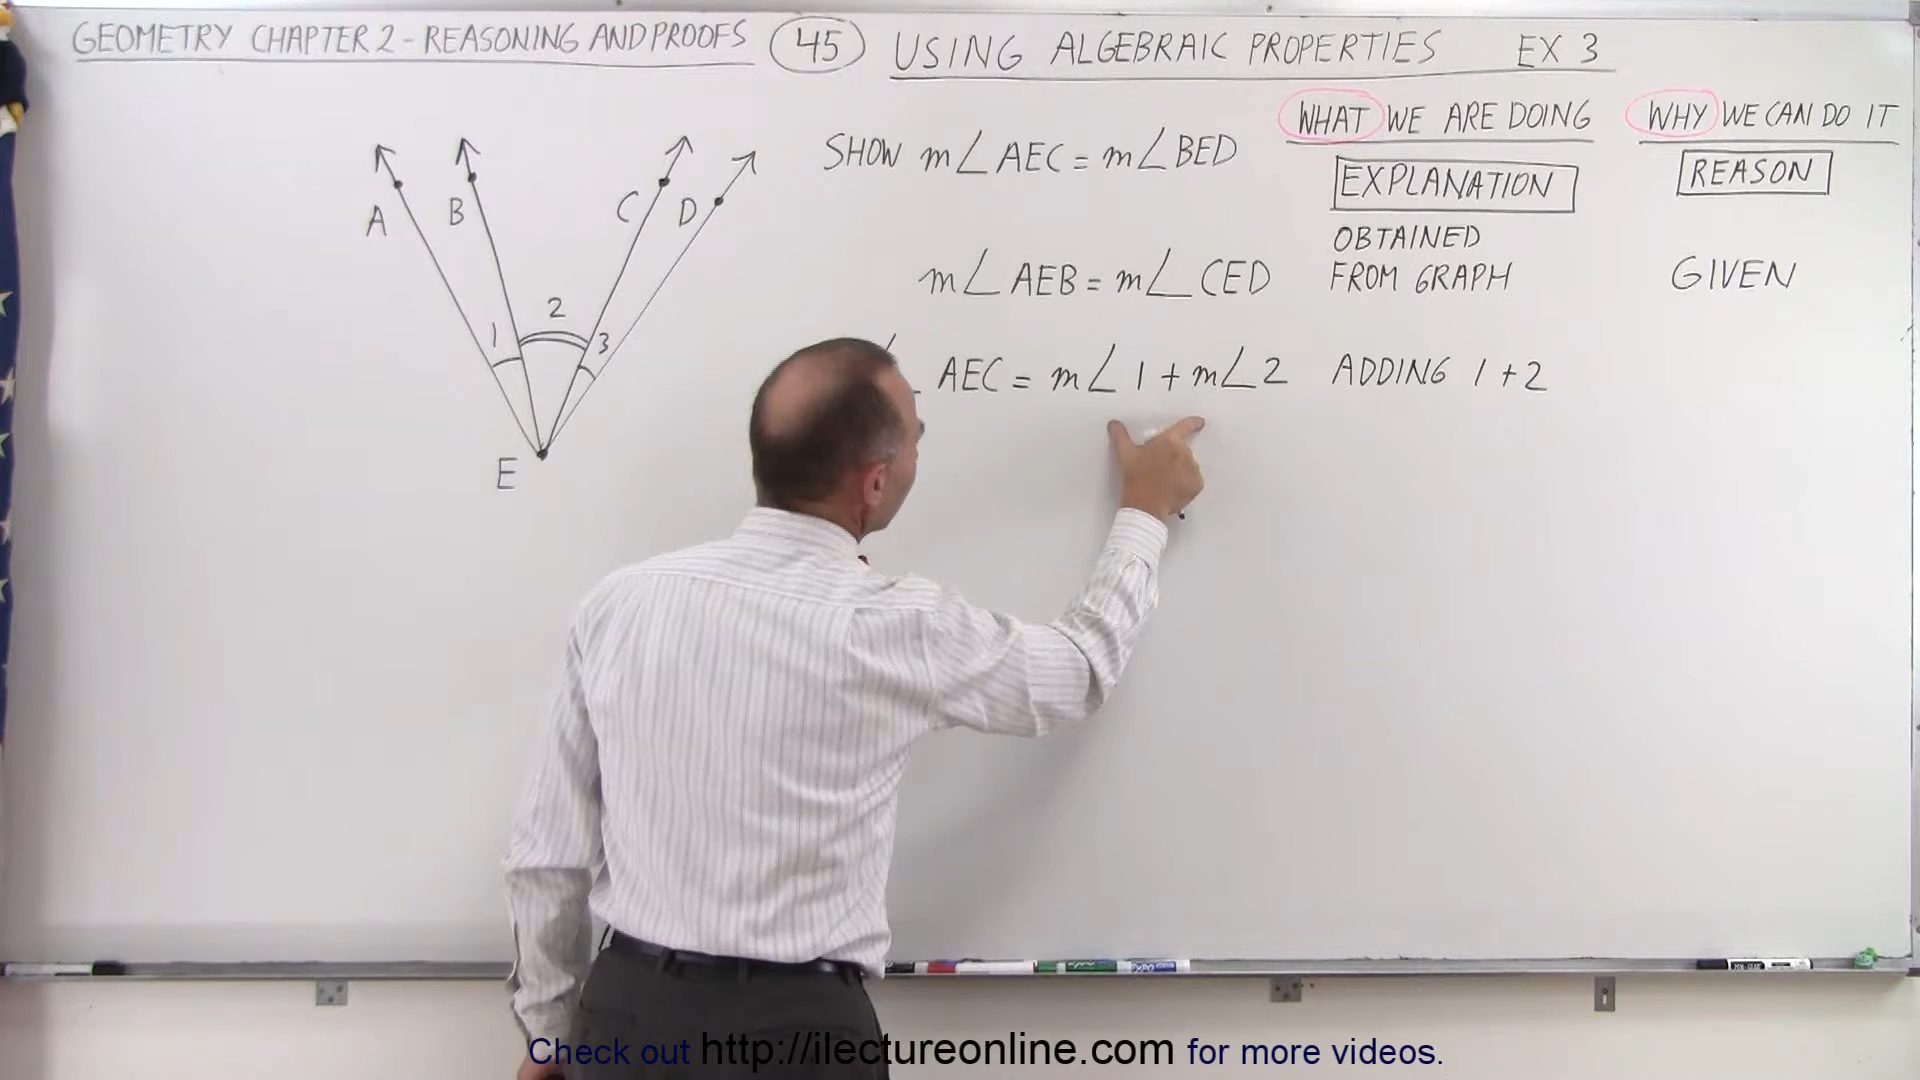 GEOMETRY CHAPTER 2 - REASONING AND PROOFS 45 USING ALGEBRAIC PROPERTIES EX 3
WHAT WE ARE DOING
WHY WE CAN DO IT
SHOW m∠AEC = m∠BED
EXPLANATION
REASON
A
B
C
D
1
2
3
E
m∠AEB = m∠CED
OBTAINED
FROM GRAPH
GIVEN
AEC = m∠1 + m∠2
ADDING 1 + 2
Check out http://ilectureonline.com for more videos.